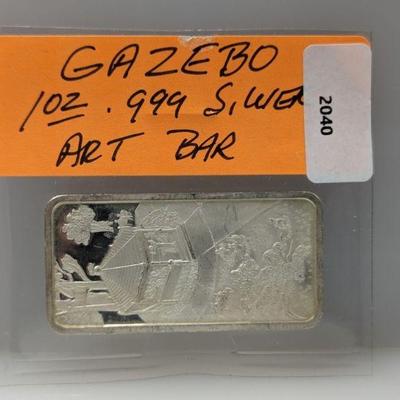 GAZEBO
1oz .999 SILVER
ART BAR
2040